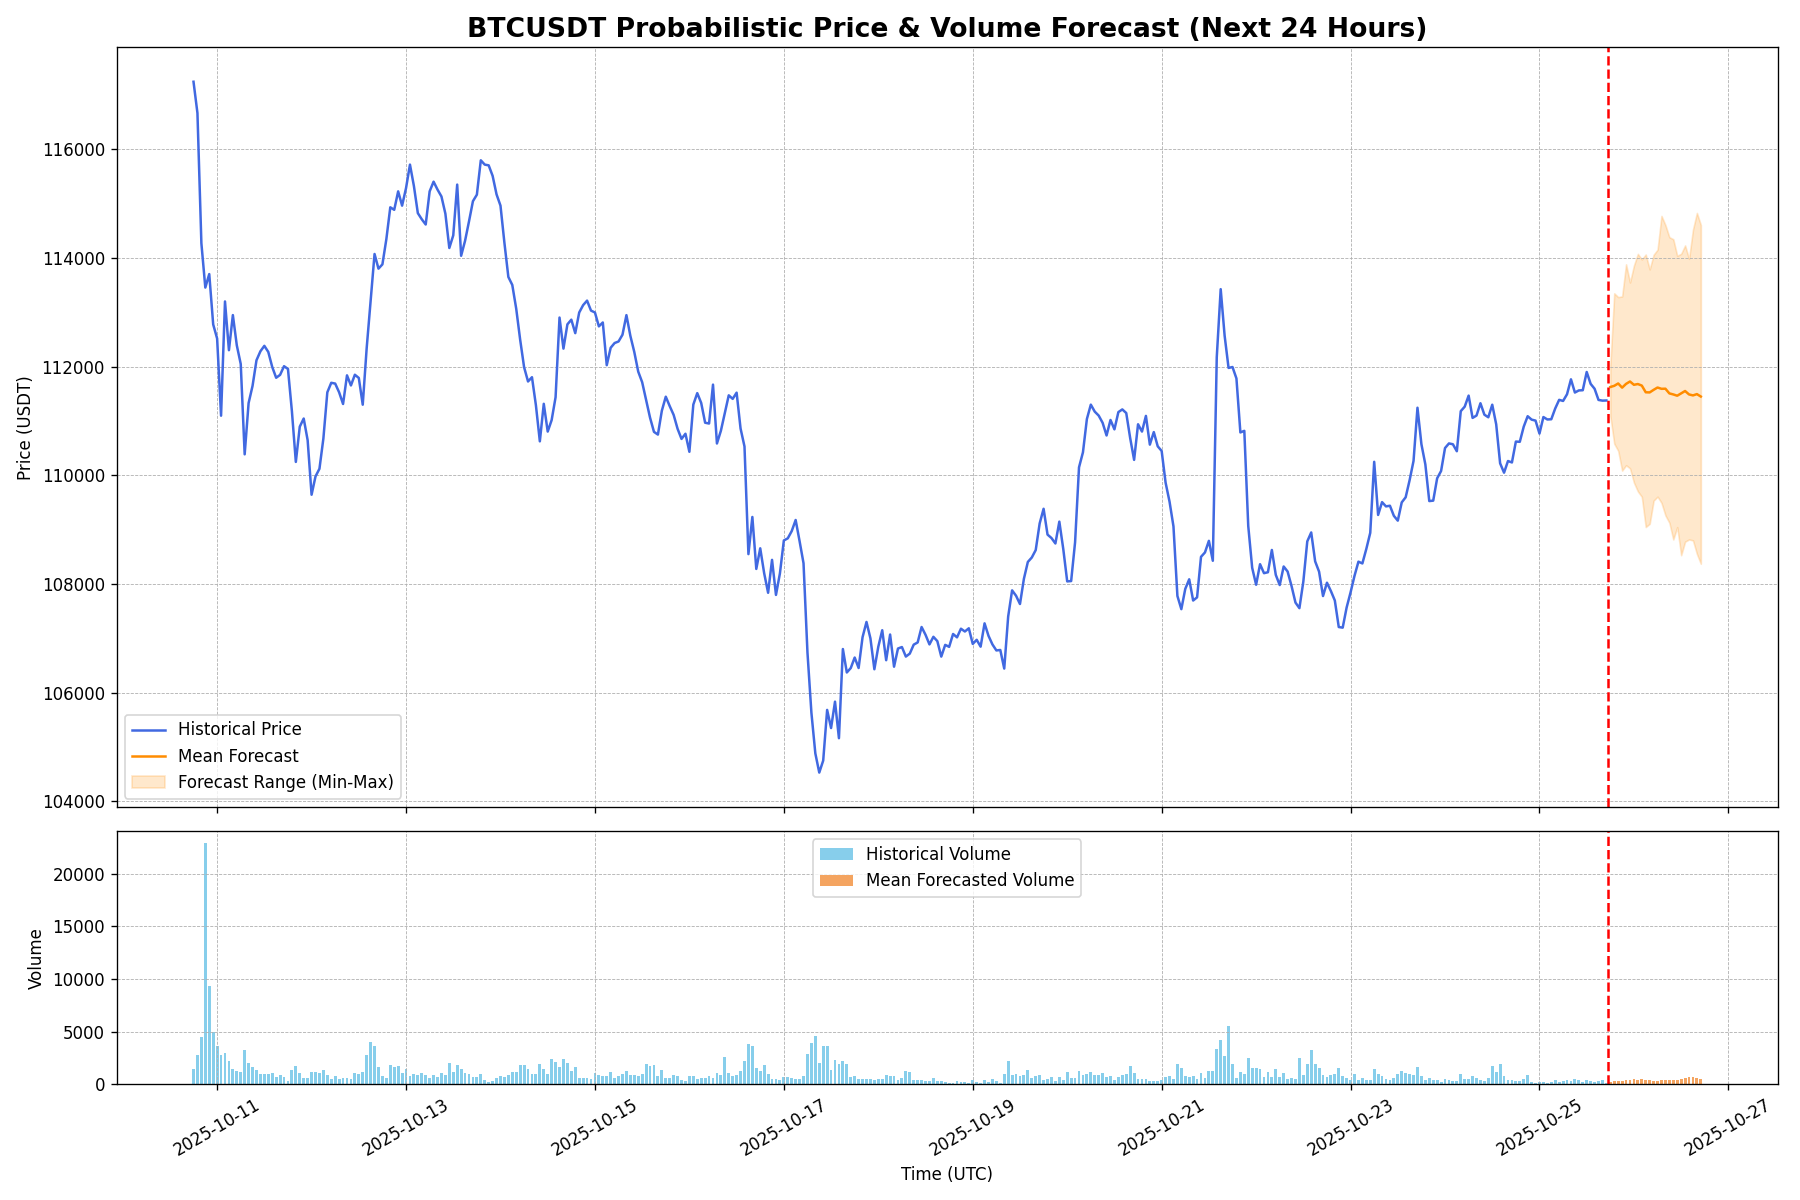 BTCUSDT Probabilistic Price & Volume Forecast (Next 24 Hours)
Price (USDT)
116000
114000
112000
110000
108000
106000
104000
Historical Price
Mean Forecast
Forecast Range (Min-Max)
Volume
20000
15000
10000
5000
0
Historical Volume
Mean Forecasted Volume
2025-10-11
2025-10-13
2025-10-15
2025-10-17
2025-10-19
2025-10-21
2025-10-23
2025-10-25
2025-10-27
Time (UTC)